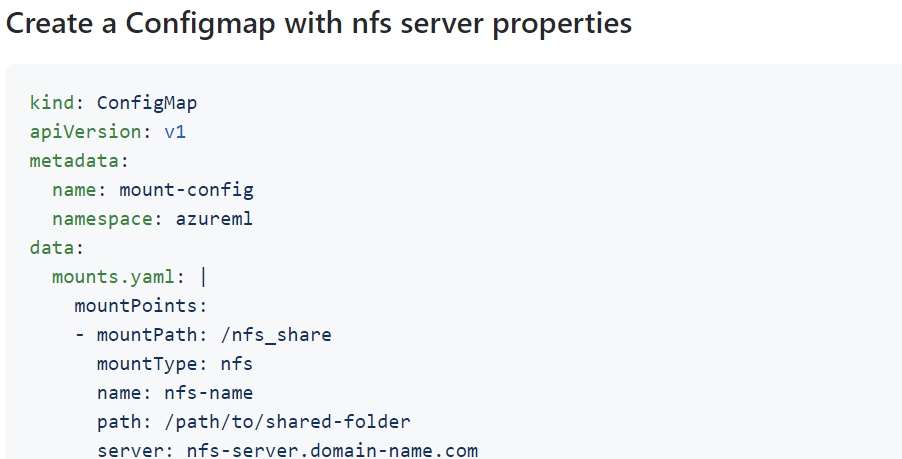 Create a Configmap with nfs server properties
kind: ConfigMap
apiVersion: v1
metadata:
  name: mount-config
  namespace: azureml
data:
  mounts.yaml: |
    mountPoints:
    - mountPath: /nfs_share
      mountType: nfs
      name: nfs-name
      path: /path/to/shared-folder
      server: nfs-server.domain-name.com